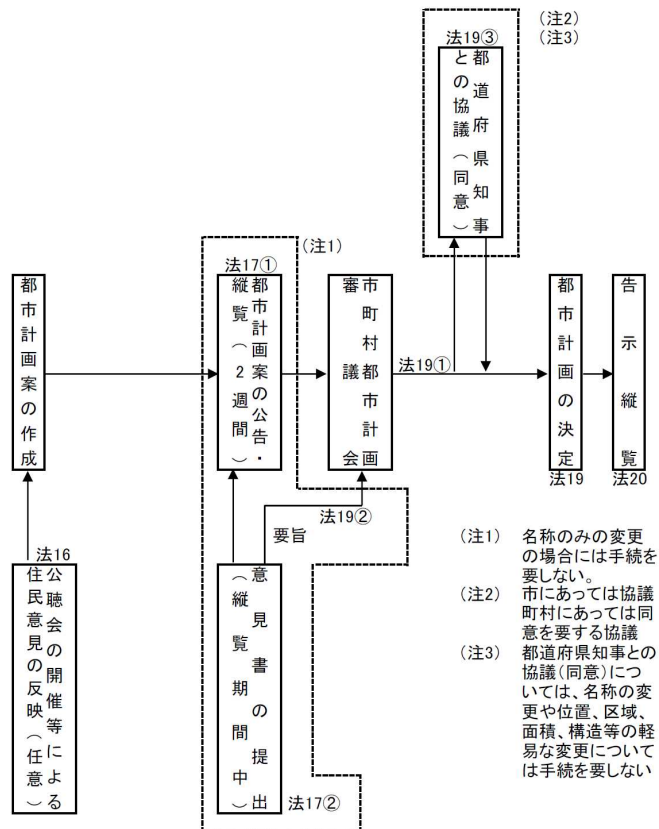 （注2）
（注3）
法19③
都道府県知事
との協議（同意）
（注1）
都市計画案の作成
法17①
都市計画案の公告・
縦覧（2週間）
市町村都市計画
審議会
法19①
都市計画の決定
法19
告示縦覧
法20
法19②
要旨
法16
公聴会の開催等による
住民意見の反映（任意）
意見書の提出
（縦覧期間中）
法17②
（注1） 名称のみの変更
の場合には手続を
要しない。
（注2） 市にあっては協議
町村にあっては同
意を要する協議
（注3） 都道府県知事との
協議（同意）につ
いては、名称の変
更や位置、区域、
面積、構造等の軽
易な変更について
は手続を要しない